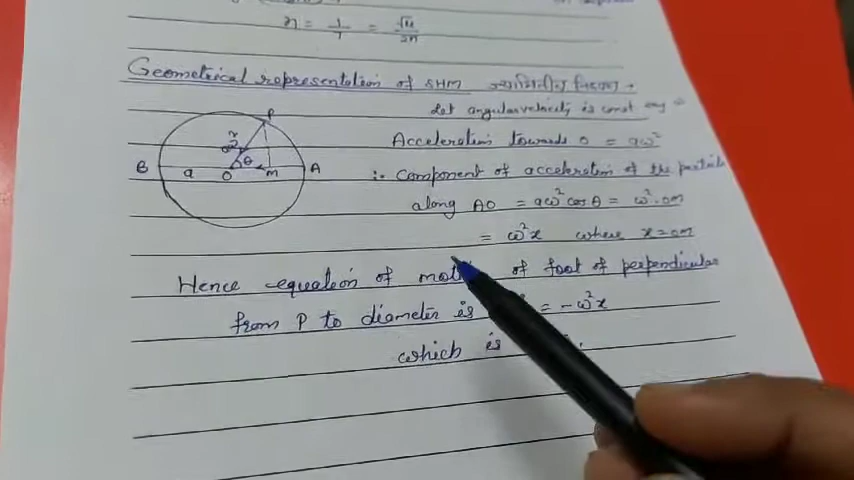 n = 1/T = √μ/2π
Geometrical representation of SHM
Let angular velocity is const
P
B a O θ m A
Acceleration towards O = aω²
∴ Component of acceleration of the particle
along AO = aω² cosθ = ω².om
= ω²x where x = om
Hence equation of motion of foot of perpendicular
from P to diameter is = -ω²x
which is